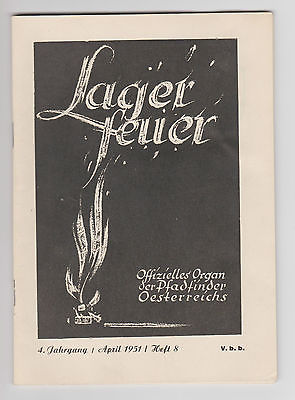 Lager
feuer
Offizielles Organ
der Pfadfinder
Oesterreichs
4. Jahrgang / April 1951 / Heft 8
V. b. b.